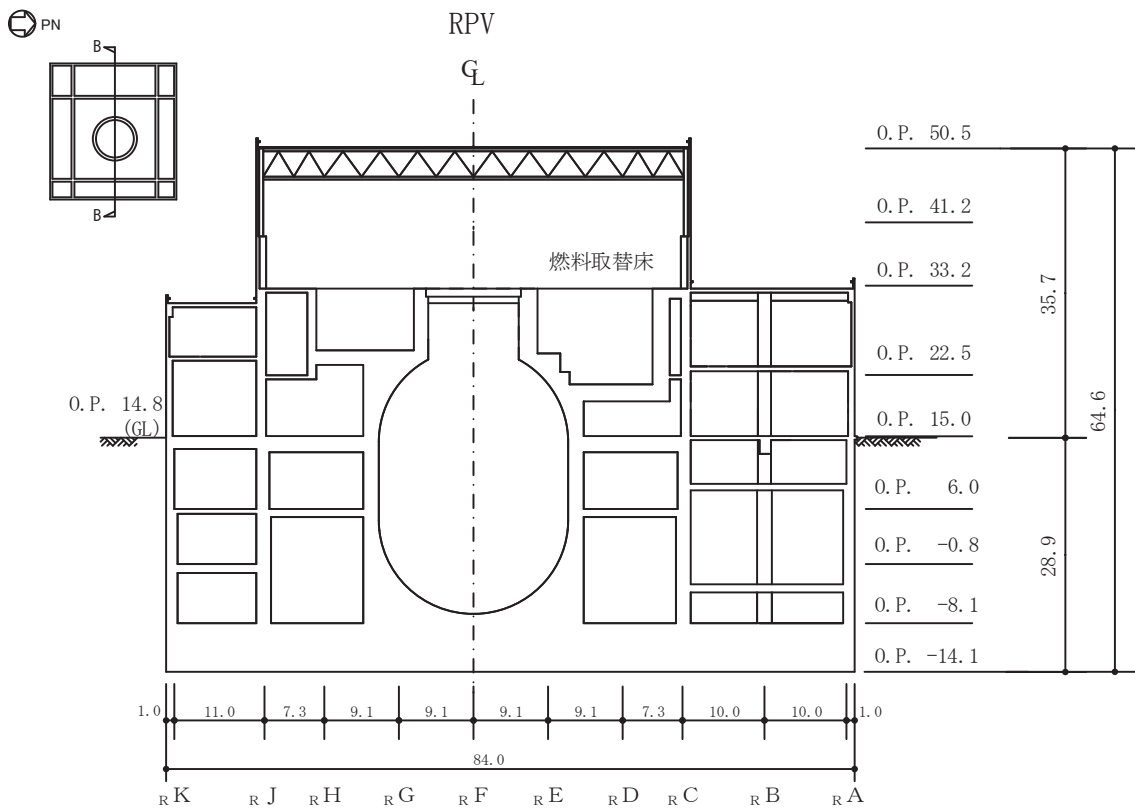 PN
B
B
RPV
CL
燃料取替床
O.P. 14.8
(GL)
O.P. 50.5
O.P. 41.2
O.P. 33.2
O.P. 22.5
O.P. 15.0
O.P. 6.0
O.P. -0.8
O.P. -8.1
O.P. -14.1
35.7
28.9
64.6
1.0 11.0 7.3 9.1 9.1 9.1 9.1 7.3 10.0 10.0 1.0
84.0
RK RJ RH RG RF RE RD RC RB RA